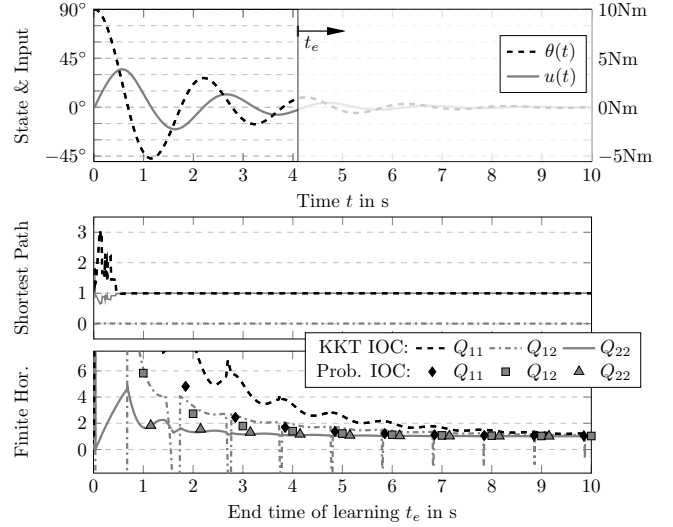 90°
45°
0°
−45°
State & Input
10Nm
5Nm
0Nm
−5Nm
t_e
θ(t)
u(t)
0 1 2 3 4 5 6 7 8 9 10
Time t in s
3
2
1
0
Shortest Path
KKT IOC: Q₁₁ Q₁₂ Q₂₂
Prob. IOC: Q₁₁ Q₁₂ Q₂₂
6
4
2
0
Finite Hor.
0 1 2 3 4 5 6 7 8 9 10
End time of learning t_e in s